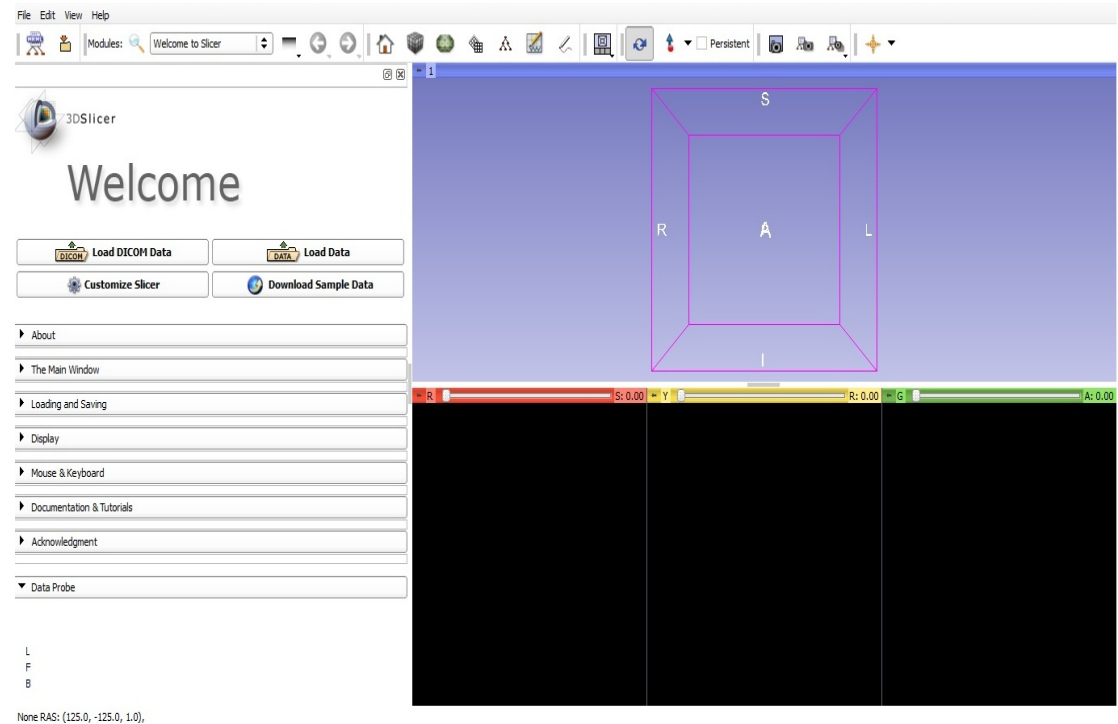 File Edit View Help
Modules: Welcome to Slicer Persistent
1
3DSlicer
Welcome
DICOM Load DICOM Data DATA Load Data
Customize Slicer Download Sample Data
About
The Main Window
Loading and Saving
Display
Mouse & Keyboard
Documentation & Tutorials
Acknowledgment
Data Probe
L
F
B
None RAS: (125.0, -125.0, 1.0),
S
R A L
I
R S: 0.00 Y R: 0.00 G A: 0.00